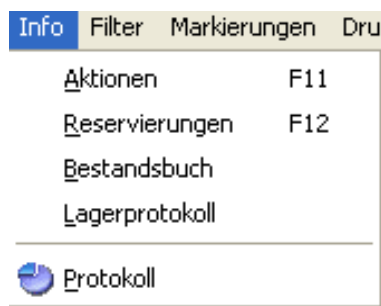 Info Filter Markierungen Dru
Aktionen F11
Reservierungen F12
Bestandsbuch
Lagerprotokoll
Protokoll